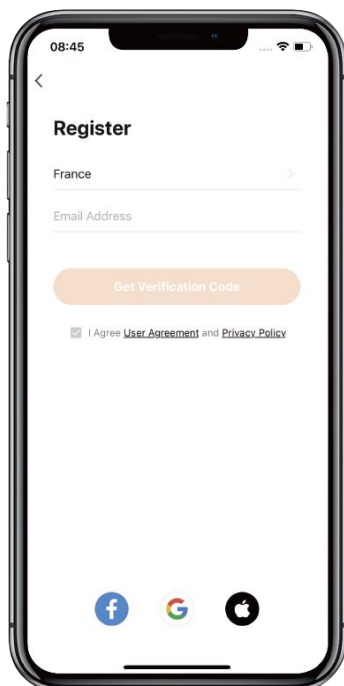 08:45
Register
France
Email Address
Get Verification Code
I Agree User Agreement and Privacy Policy